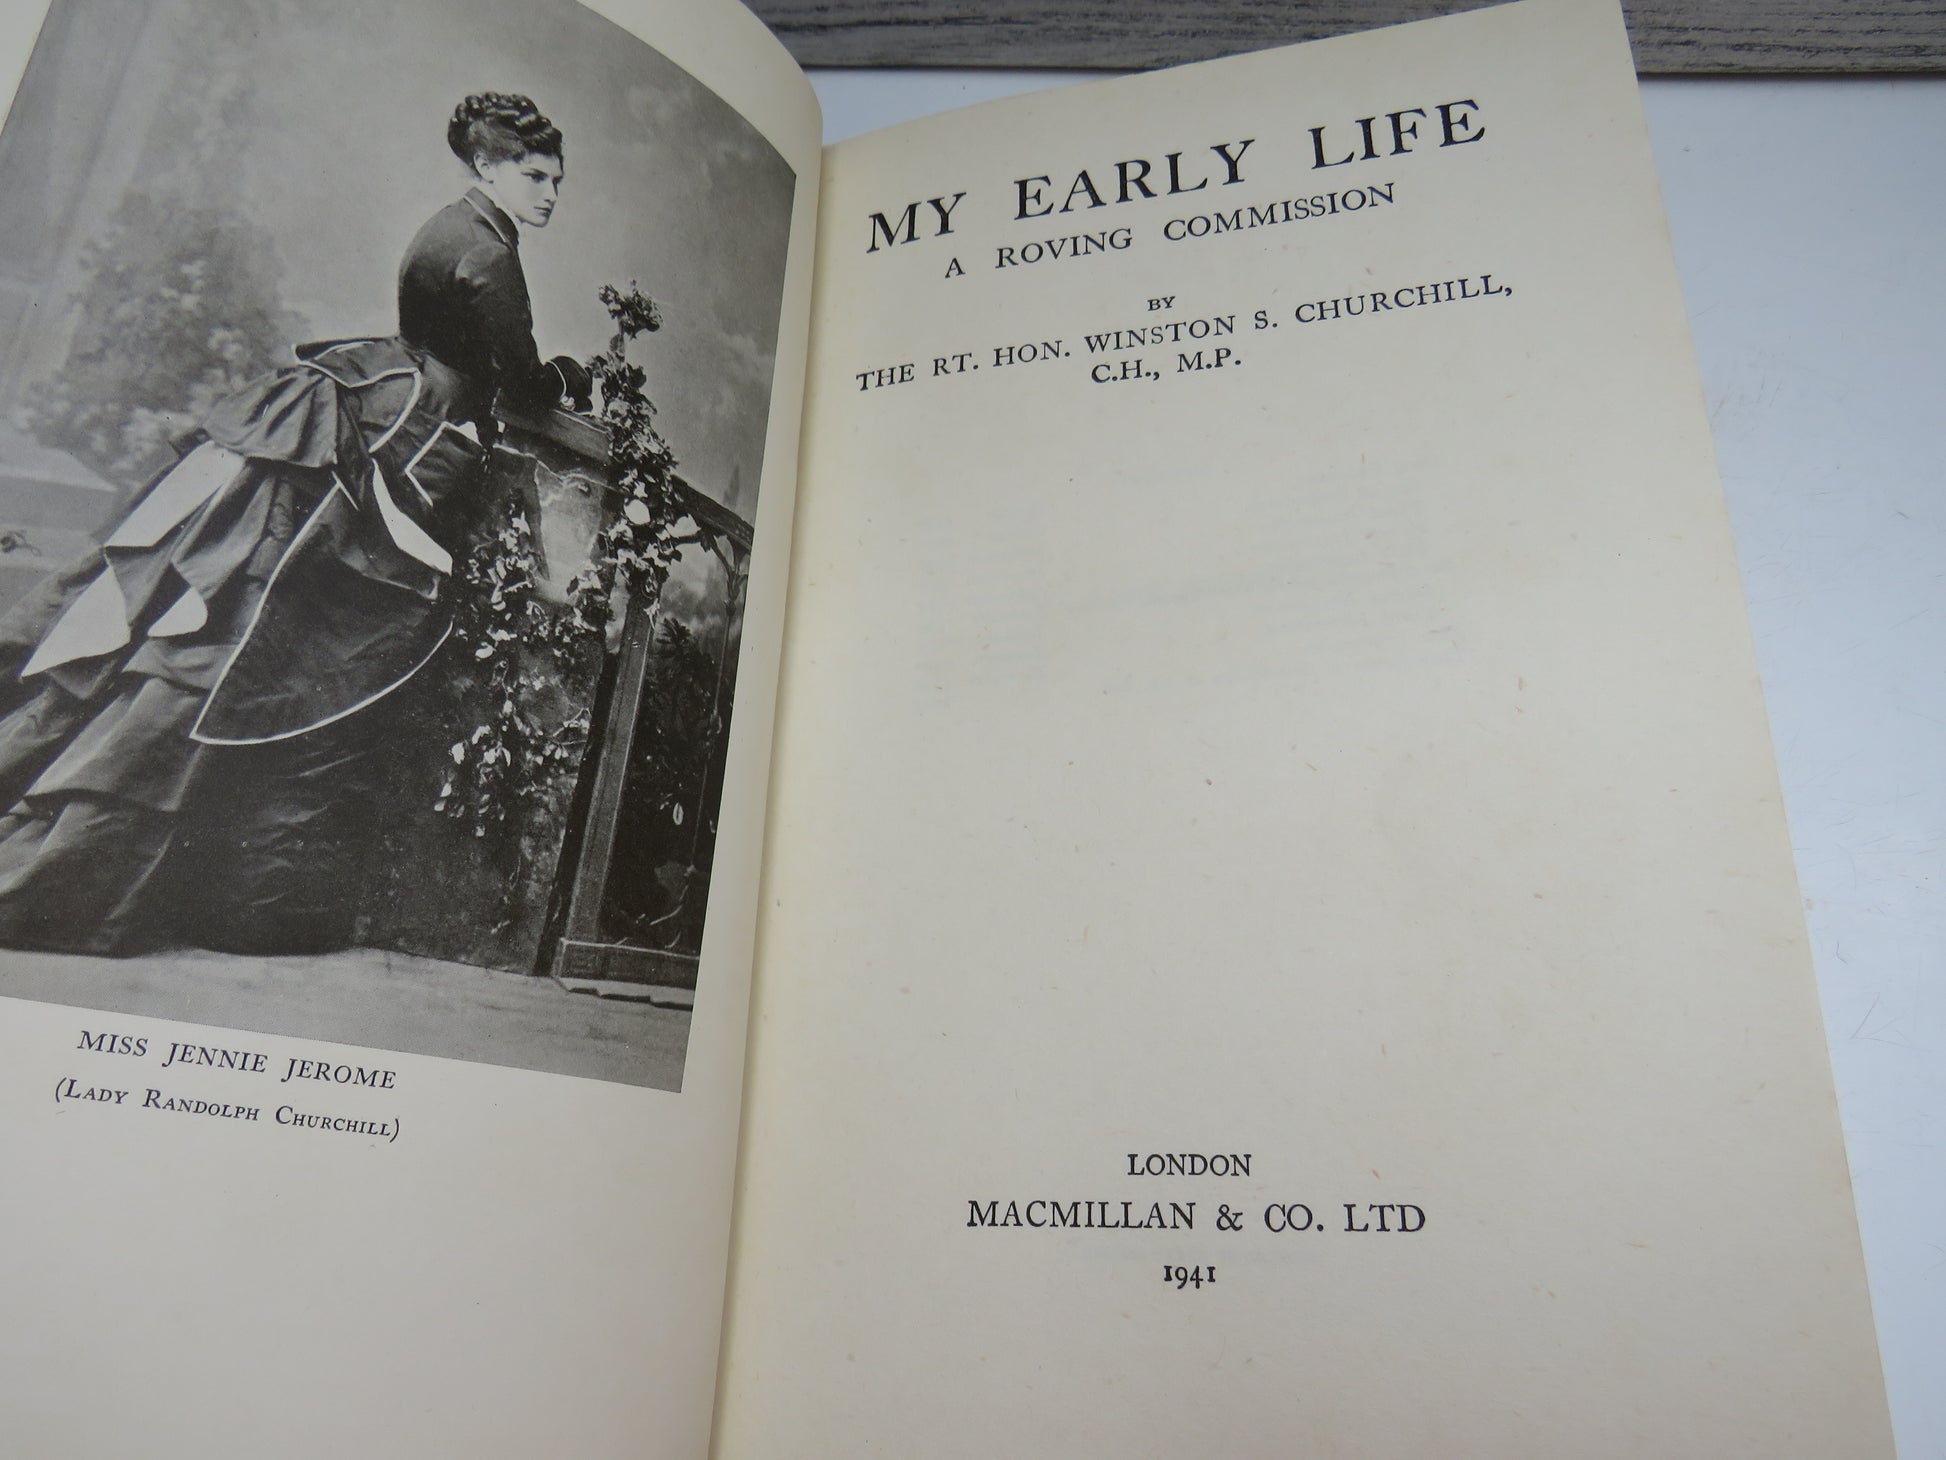 MISS JENNIE JEROME
(LADY RANDOLPH CHURCHILL)
MY EARLY LIFE
A ROVING COMMISSION
BY
THE RT. HON. WINSTON S. CHURCHILL,
C.H., M.P.
LONDON
MACMILLAN & CO. LTD
1941